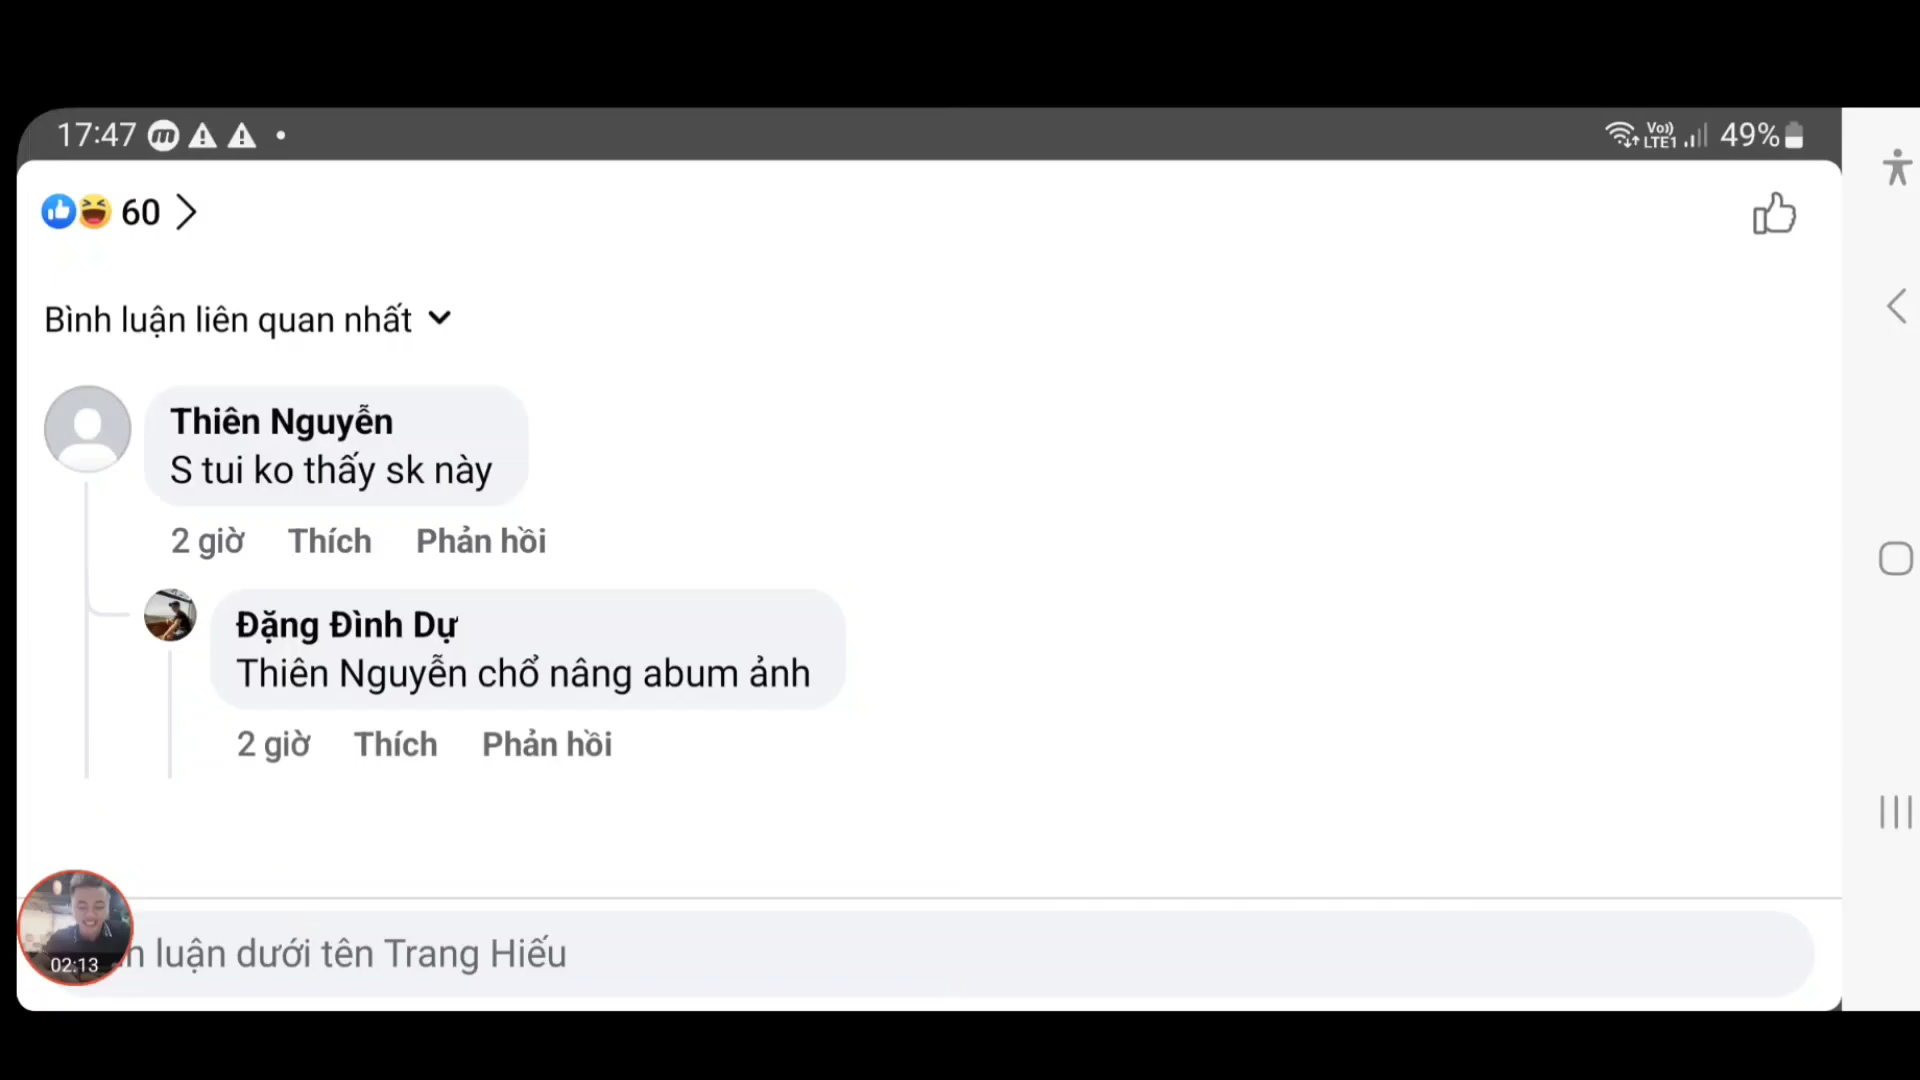 17:47
Vo))
LTE1
49%
60
Bình luận liên quan nhất
Thiên Nguyễn
S tui ko thấy sk này
2 giờ Thích Phản hồi
Đặng Đình Dự
Thiên Nguyễn chổ nâng abum ảnh
2 giờ Thích Phản hồi
luận dưới tên Trang Hiếu
02:13